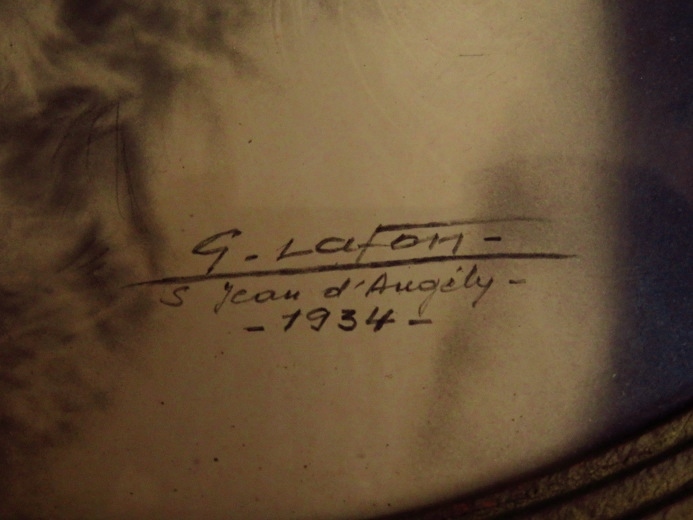 G. Lafon -
S Jean d'Angély -
- 1934 -